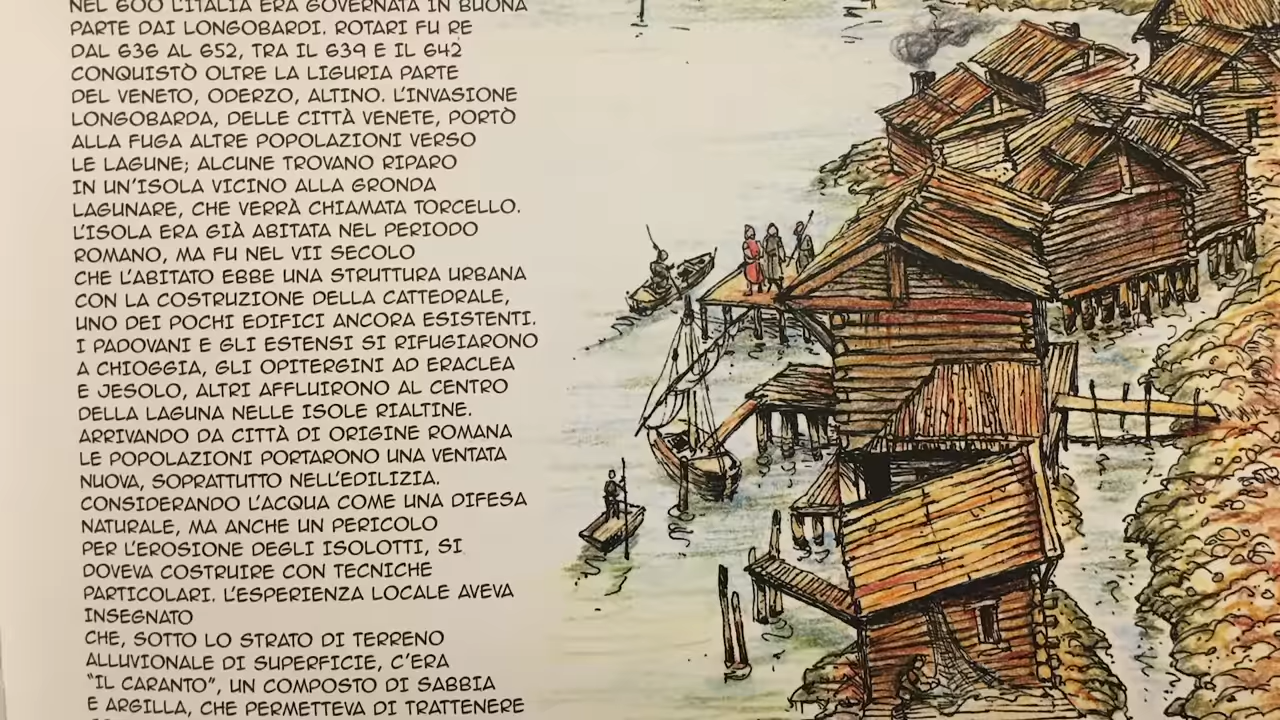 NEL 600 L'ITALIA ERA GOVERNATA IN BUONA
PARTE DAI LONGOBARDI. ROTARI FU RE
DAL 636 AL 652, TRA IL 639 E IL 642
CONQUISTÒ OLTRE LA LIGURIA PARTE
DEL VENETO, ODERZO, ALTINO. L'INVASIONE
LONGOBARDA, DELLE CITTÀ VENETE, PORTÒ
ALLA FUGA ALTRE POPOLAZIONI VERSO
LE LAGUNE; ALCUNE TROVANO RIPARO
IN UN'ISOLA VICINO ALLA GRONDA
LAGUNARE, CHE VERRÀ CHIAMATA TORCELLO.
L'ISOLA ERA GIÀ ABITATA NEL PERIODO
ROMANO, MA FU NEL VII SECOLO
CHE L'ABITATO EBBE UNA STRUTTURA URBANA
CON LA COSTRUZIONE DELLA CATTEDRALE,
UNO DEI POCHI EDIFICI ANCORA ESISTENTI.
I PADOVANI E GLI ESTENSI SI RIFUGIARONO
A CHIOGGIA, GLI OPITERGINI AD ERACLEA
E JESOLO, ALTRI AFFLUIRONO AL CENTRO
DELLA LAGUNA NELLE ISOLE RIALTINE.
ARRIVANDO DA CITTÀ DI ORIGINE ROMANA
LE POPOLAZIONI PORTARONO UNA VENTATA
NUOVA, SOPRATTUTTO NELL'EDILIZIA.
CONSIDERANDO L'ACQUA COME UNA DIFESA
NATURALE, MA ANCHE UN PERICOLO
PER L'EROSIONE DEGLI ISOLOTTI, SI
DOVEVA COSTRUIRE CON TECNICHE
PARTICOLARI. L'ESPERIENZA LOCALE AVEVA
INSEGNATO
CHE, SOTTO LO STRATO DI TERRENO
ALLUVIONALE DI SUPERFICIE, C'ERA
"IL CARANTO", UN COMPOSTO DI SABBIA
E ARGILLA, CHE PERMETTEVA DI TRATTENERE